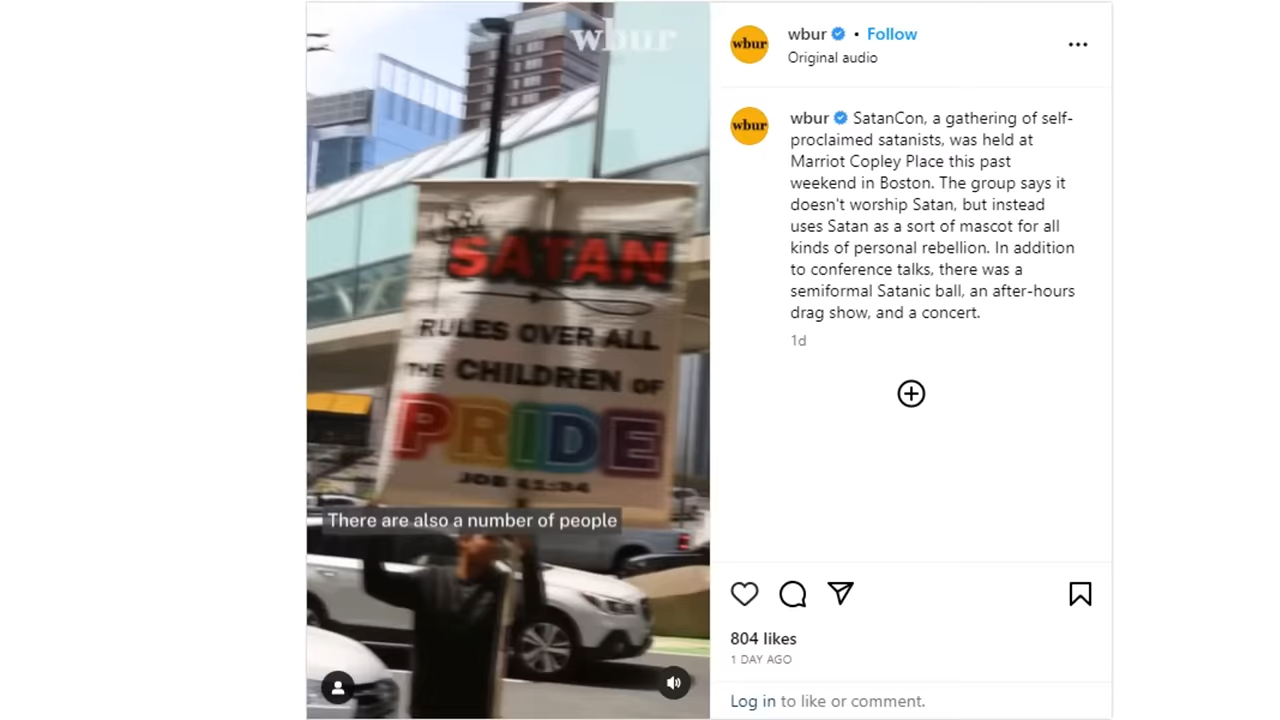 wbur
SATAN
RULES OVER ALL
THE CHILDREN OF
PRIDE
JOB 41:34
There are also a number of people
wbur
wbur • Follow
Original audio
wbur
wbur SatanCon, a gathering of self-
proclaimed satanists, was held at
Marriot Copley Place this past
weekend in Boston. The group says it
doesn't worship Satan, but instead
uses Satan as a sort of mascot for all
kinds of personal rebellion. In addition
to conference talks, there was a
semiformal Satanic ball, an after-hours
drag show, and a concert.
1d
804 likes
1 DAY AGO
Log in to like or comment.